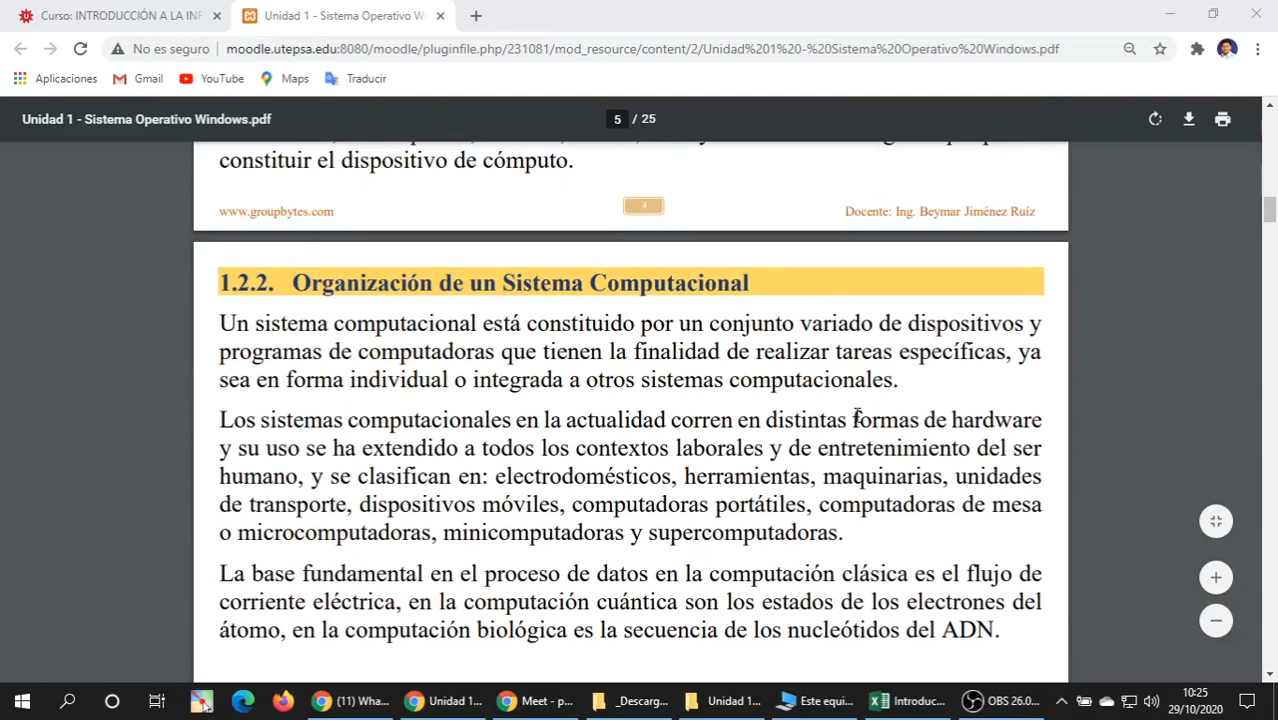 Curso: INTRODUCCIÓN A LA INF
Unidad 1 - Sistema Operativo Wi
No es seguro
moodle.utepsa.edu:8080/moodle/pluginfile.php/231081/mod_resource/content/2/Unidad%201%20-%20Sistema%20Operativo%20Windows.pdf
Aplicaciones
Gmail
YouTube
Maps
Traducir
Unidad 1 - Sistema Operativo Windows.pdf
5 / 25
constituir el dispositivo de cómputo.
www.groupbytes.com
4
Docente: Ing. Beymar Jiménez Ruíz
1.2.2. Organización de un Sistema Computacional
Un sistema computacional está constituido por un conjunto variado de dispositivos y
programas de computadoras que tienen la finalidad de realizar tareas específicas, ya
sea en forma individual o integrada a otros sistemas computacionales.
Los sistemas computacionales en la actualidad corren en distintas formas de hardware
y su uso se ha extendido a todos los contextos laborales y de entretenimiento del ser
humano, y se clasifican en: electrodomésticos, herramientas, maquinarias, unidades
de transporte, dispositivos móviles, computadoras portátiles, computadoras de mesa
o microcomputadoras, minicomputadoras y supercomputadoras.
La base fundamental en el proceso de datos en la computación clásica es el flujo de
corriente eléctrica, en la computación cuántica son los estados de los electrones del
átomo, en la computación biológica es la secuencia de los nucleótidos del ADN.
(11) Wha...
Unidad 1...
Meet - p...
_Descarg...
Unidad 1...
Este equi...
Introduc...
OBS 26.0...
10:25
29/10/2020